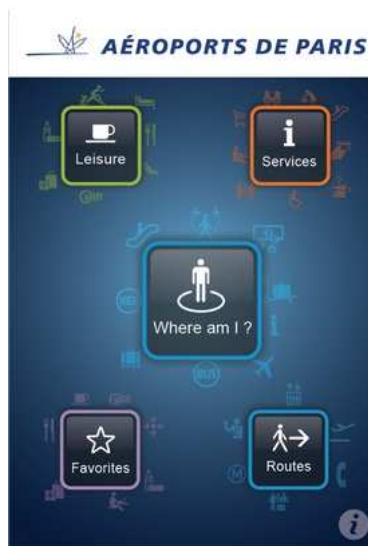 AÉROPORTS DE PARIS
Leisure
Services
Where am I ?
Favorites
Routes